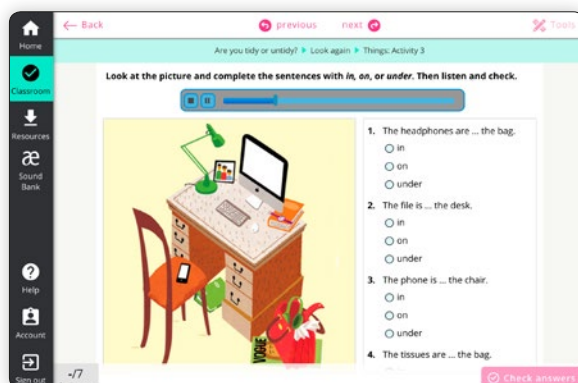 Back
previous
next
Tools
Home
Classroom
Resources
æ
Sound
Bank
Help
Account
Sign out
Are you tidy or untidy? Look again Things: Activity 3
Look at the picture and complete the sentences with in, on, or under. Then listen and check.
VOGUE
1. The headphones are ... the bag.
in
on
under
2. The file is ... the desk.
in
on
under
3. The phone is ... the chair.
in
on
under
4. The tissues are ... the bag.
-/7
Check answers